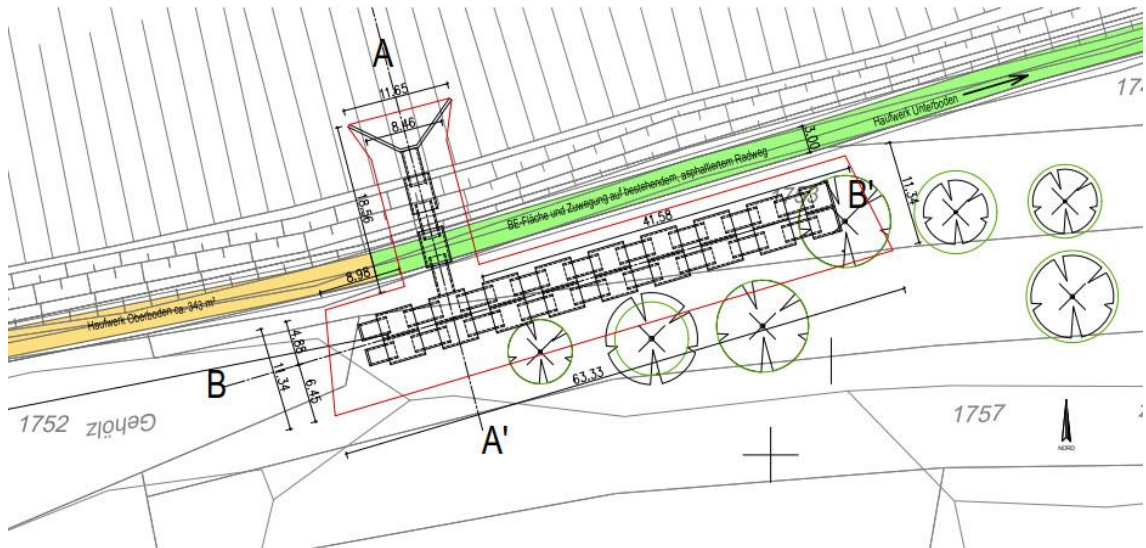 A
11.65
8.46
18.56
8.98
3.00
Haufwerk Unterboden
BE-Fläche und Zuwegung auf bestehendem, asphaltiertem Radweg
Haufwerk Oberboden ca. 343 m²
41.58
B'
11.34
4.88
11.34
6.45
B
63.33
A'
1752
Gehölz
1757
NORD